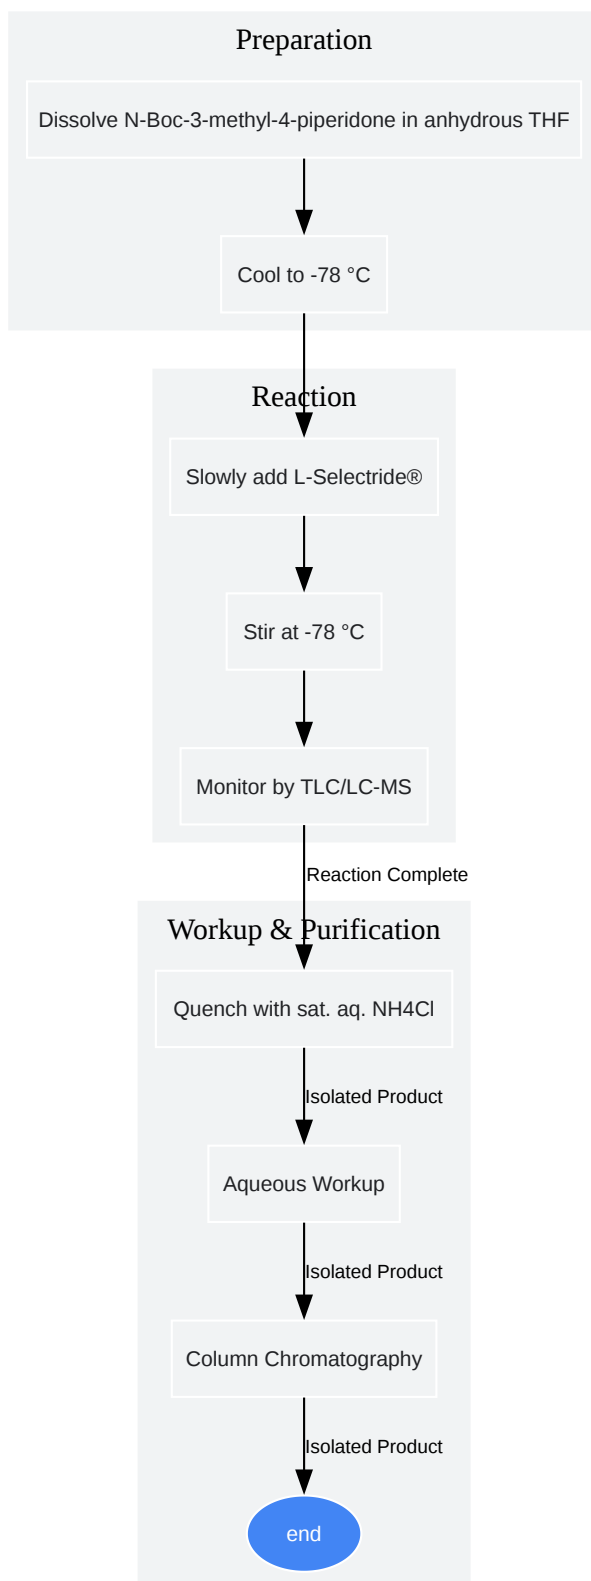 Preparation
Dissolve N-Boc-3-methyl-4-piperidone in anhydrous THF
Cool to -78 °C
Reaction
Slowly add L-Selectride®
Stir at -78 °C
Monitor by TLC/LC-MS
Reaction Complete
Workup & Purification
Quench with sat. aq. NH4Cl
Isolated Product
Aqueous Workup
Isolated Product
Column Chromatography
Isolated Product
end